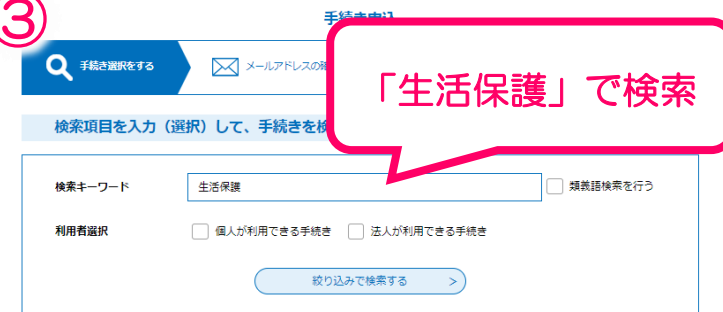 ③
手続き申込
手続き選択をする
メールアドレスの確
「生活保護」で検索
検索項目を入力（選択）して、手続きを検
検索キーワード
生活保護
類義語検索を行う
利用者選択
個人が利用できる手続き
法人が利用できる手続き
絞り込みで検索する >